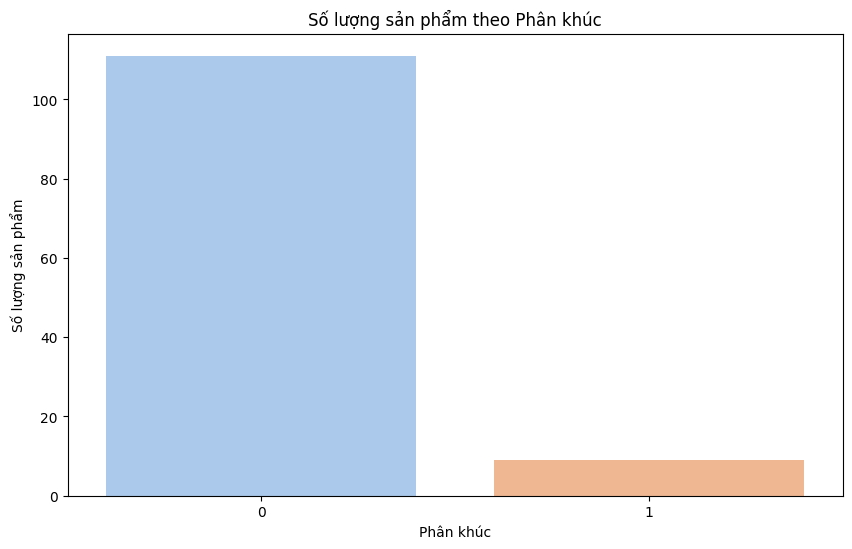 Số lượng sản phẩm theo Phân khúc
Số lượng sản phẩm
100
80
60
40
20
0
0 1
Phân khúc